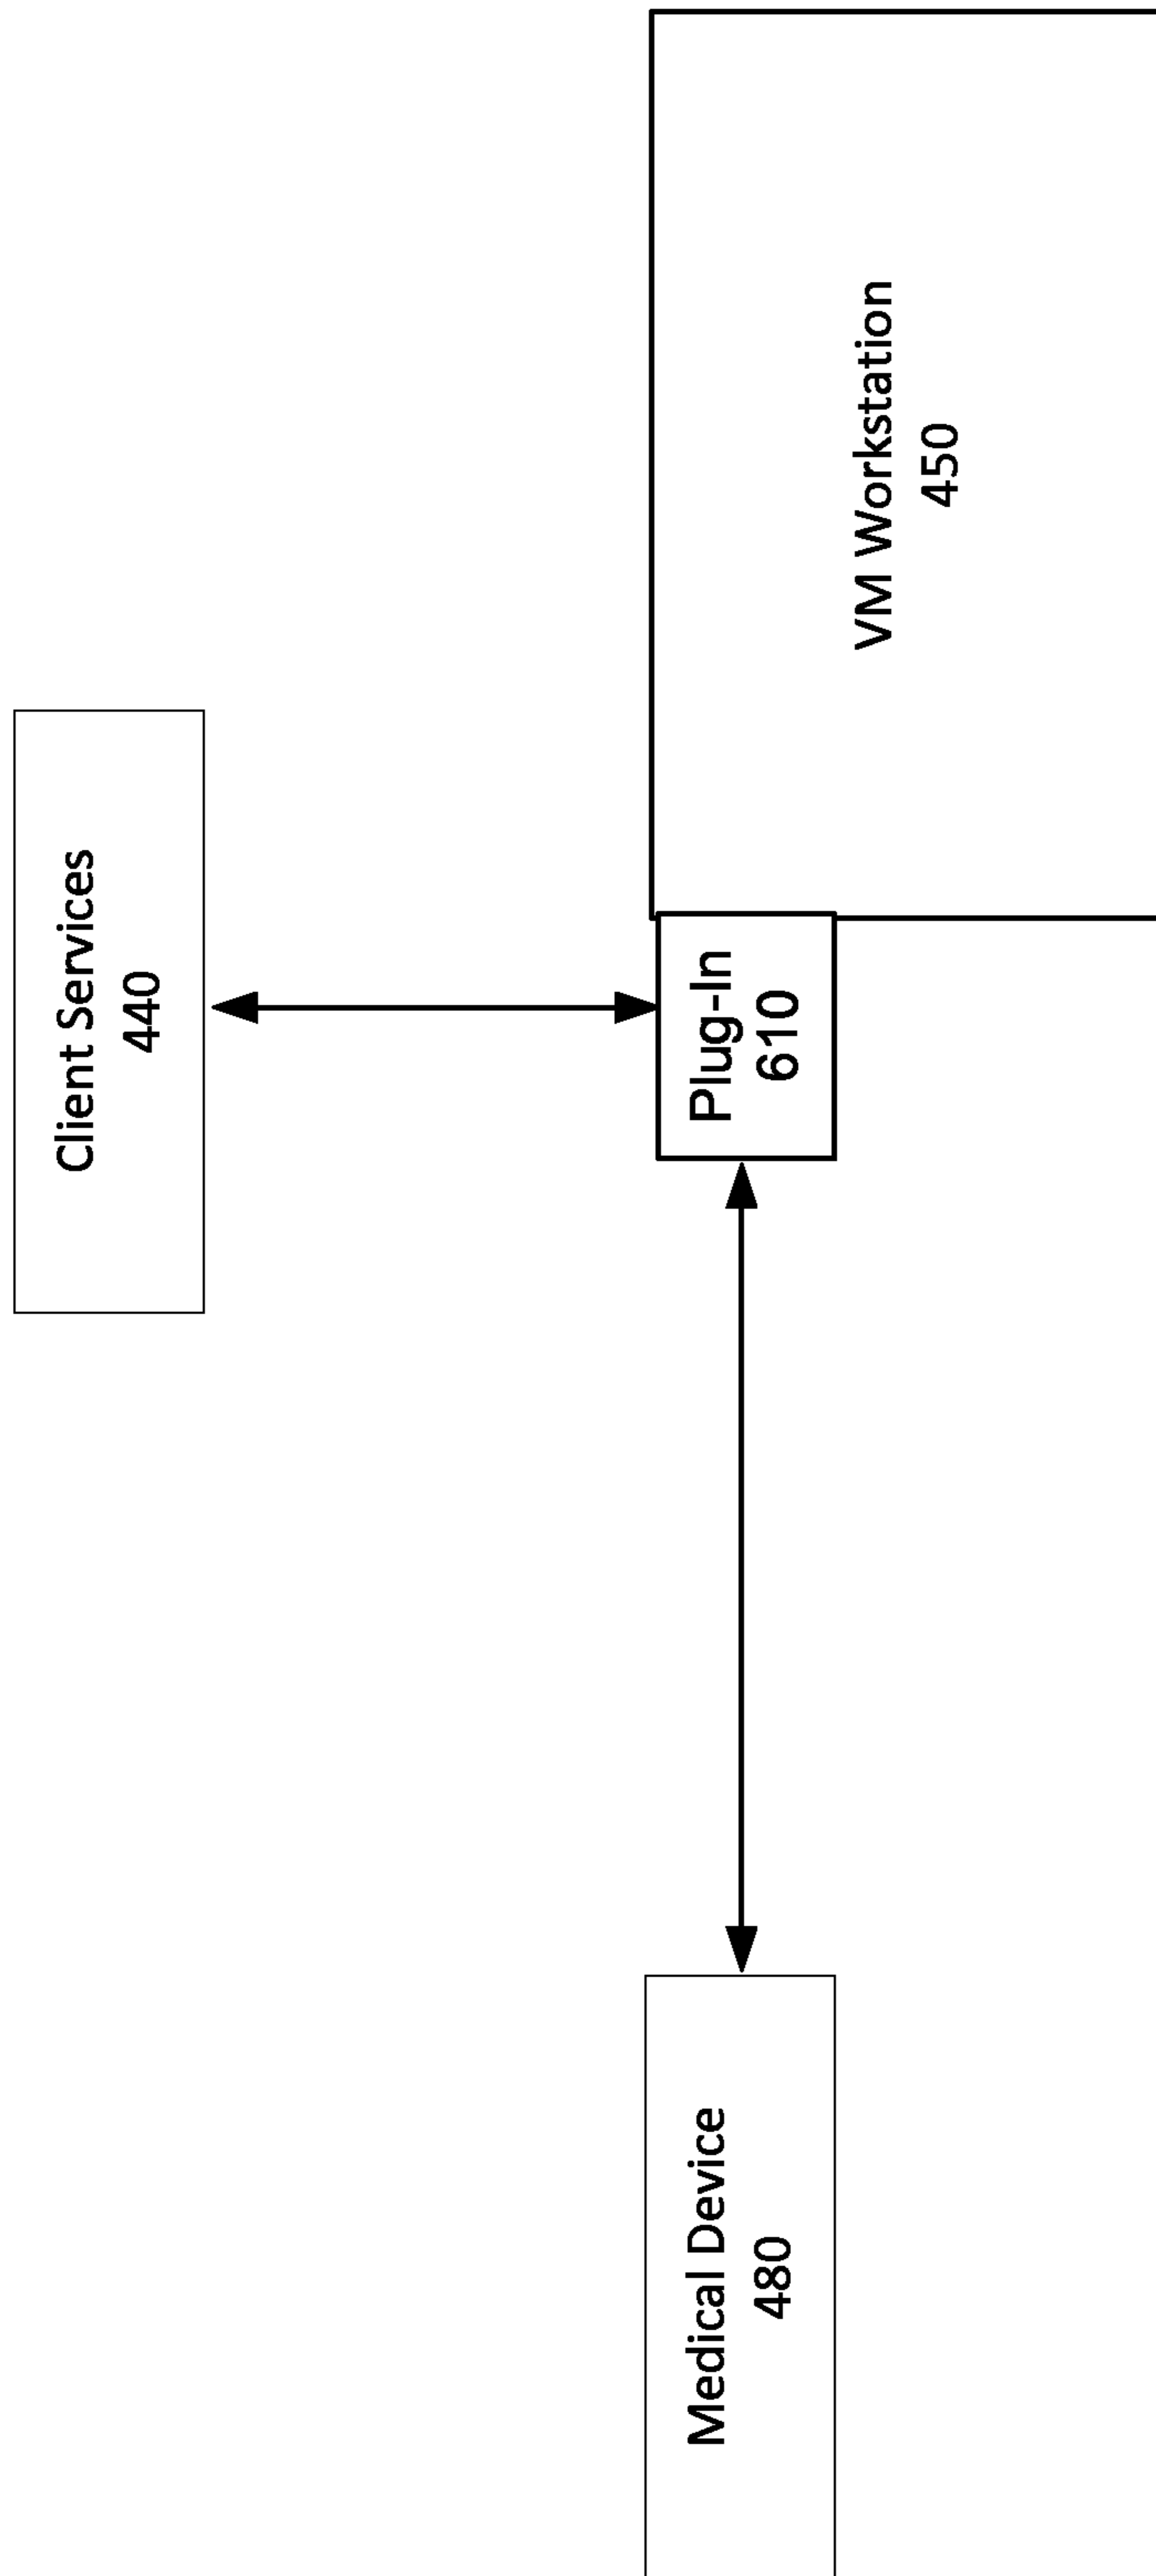 Client Services
440
Medical Device
480
Plug-In
610
VM Workstation
450